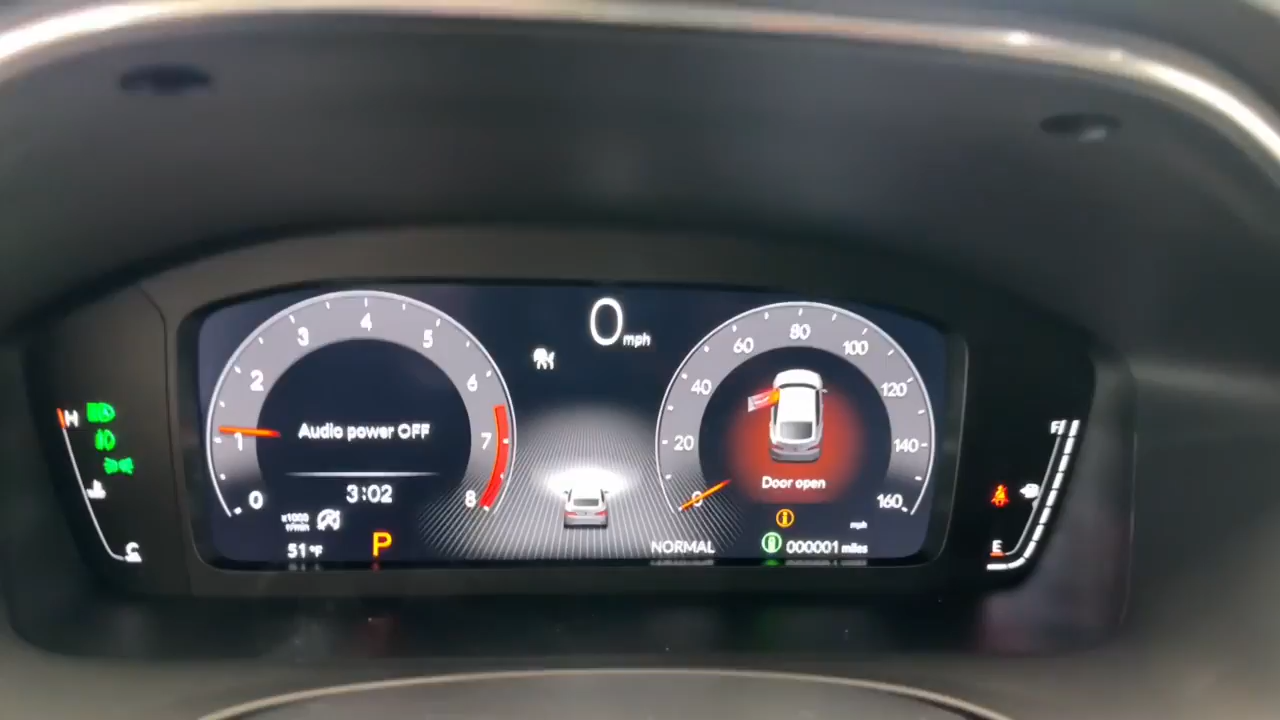 0 mph
0 1 2 3 4 5 6 7 8
Audio power OFF
3:02
x1000
r/min
51°F
P
0 20 40 60 80 100 120 140 160
Door open
mph
NORMAL
000001 miles
H
C
F
E